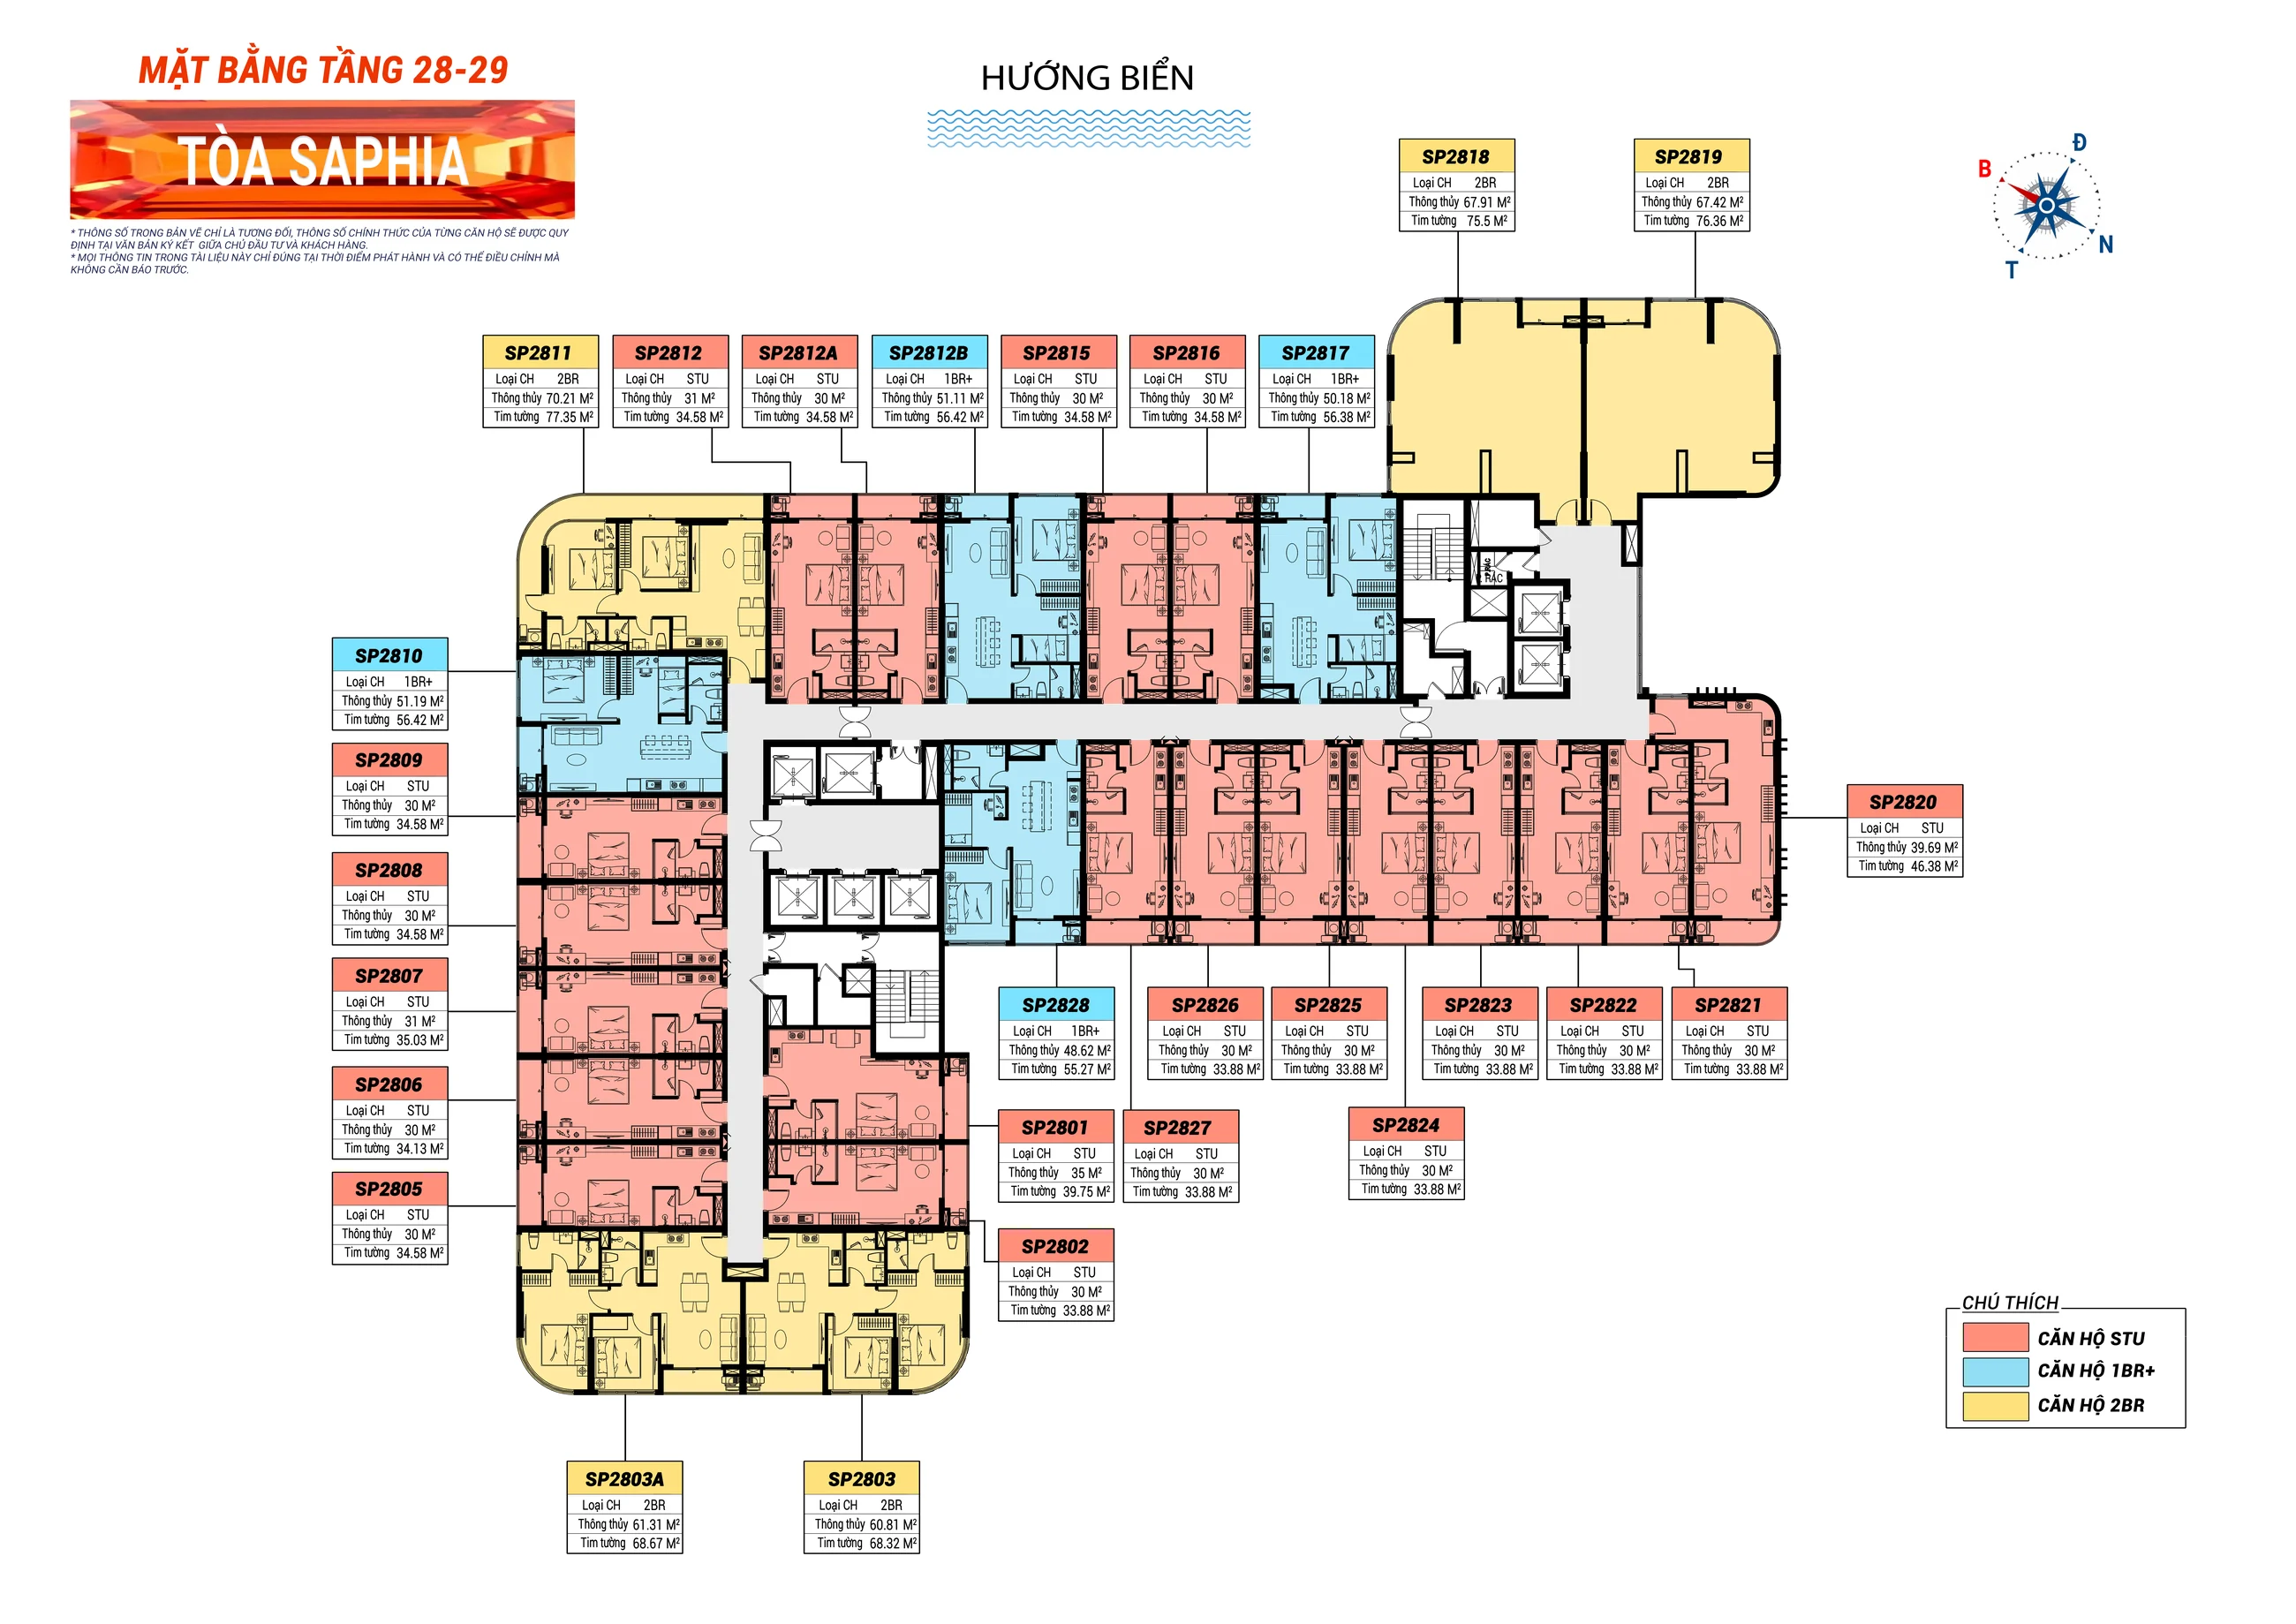 MẶT BẰNG TẦNG 28-29
TÒA SAPHIA
* THÔNG SỐ TRONG BẢN VẼ CHỈ LÀ TƯƠNG ĐỐI, THÔNG SỐ CHÍNH THỨC CỦA TỪNG CĂN HỘ SẼ ĐƯỢC QUY
ĐỊNH TẠI VĂN BẢN KÝ KẾT GIỮA CHỦ ĐẦU TƯ VÀ KHÁCH HÀNG.
* MỌI THÔNG TIN TRONG TÀI LIỆU NÀY CHỈ ĐÚNG TẠI THỜI ĐIỂM PHÁT HÀNH VÀ CÓ THỂ ĐIỀU CHỈNH MÀ
KHÔNG CẦN BÁO TRƯỚC.
HƯỚNG BIỂN
Đ
B
N
T
SP2818
Loại CH 2BR
Thông thủy 67.91 M²
Tim tường 75.5 M²
SP2819
Loại CH 2BR
Thông thủy 67.42 M²
Tim tường 76.36 M²
SP2811
Loại CH 2BR
Thông thủy 70.21 M²
Tim tường 77.35 M²
SP2812
Loại CH STU
Thông thủy 31 M²
Tim tường 34.58 M²
SP2812A
Loại CH STU
Thông thủy 30 M²
Tim tường 34.58 M²
SP2812B
Loại CH 1BR+
Thông thủy 51.11 M²
Tim tường 56.42 M²
SP2815
Loại CH STU
Thông thủy 30 M²
Tim tường 34.58 M²
SP2816
Loại CH STU
Thông thủy 30 M²
Tim tường 34.58 M²
SP2817
Loại CH 1BR+
Thông thủy 50.18 M²
Tim tường 56.38 M²
P.RÁC
RÁC
SP2810
Loại CH 1BR+
Thông thủy 51.19 M²
Tim tường 56.42 M²
SP2809
Loại CH STU
Thông thủy 30 M²
Tim tường 34.58 M²
SP2808
Loại CH STU
Thông thủy 30 M²
Tim tường 34.58 M²
SP2807
Loại CH STU
Thông thủy 31 M²
Tim tường 35.03 M²
SP2806
Loại CH STU
Thông thủy 30 M²
Tim tường 34.13 M²
SP2805
Loại CH STU
Thông thủy 30 M²
Tim tường 34.58 M²
SP2820
Loại CH STU
Thông thủy 39.69 M²
Tim tường 46.38 M²
SP2828
Loại CH 1BR+
Thông thủy 48.62 M²
Tim tường 55.27 M²
SP2826
Loại CH STU
Thông thủy 30 M²
Tim tường 33.88 M²
SP2825
Loại CH STU
Thông thủy 30 M²
Tim tường 33.88 M²
SP2823
Loại CH STU
Thông thủy 30 M²
Tim tường 33.88 M²
SP2822
Loại CH STU
Thông thủy 30 M²
Tim tường 33.88 M²
SP2821
Loại CH STU
Thông thủy 30 M²
Tim tường 33.88 M²
SP2801
Loại CH STU
Thông thủy 35 M²
Tim tường 39.75 M²
SP2827
Loại CH STU
Thông thủy 30 M²
Tim tường 33.88 M²
SP2824
Loại CH STU
Thông thủy 30 M²
Tim tường 33.88 M²
SP2802
Loại CH STU
Thông thủy 30 M²
Tim tường 33.88 M²
SP2803A
Loại CH 2BR
Thông thủy 61.31 M²
Tim tường 68.67 M²
SP2803
Loại CH 2BR
Thông thủy 60.81 M²
Tim tường 68.32 M²
CHÚ THÍCH
CĂN HỘ STU
CĂN HỘ 1BR+
CĂN HỘ 2BR